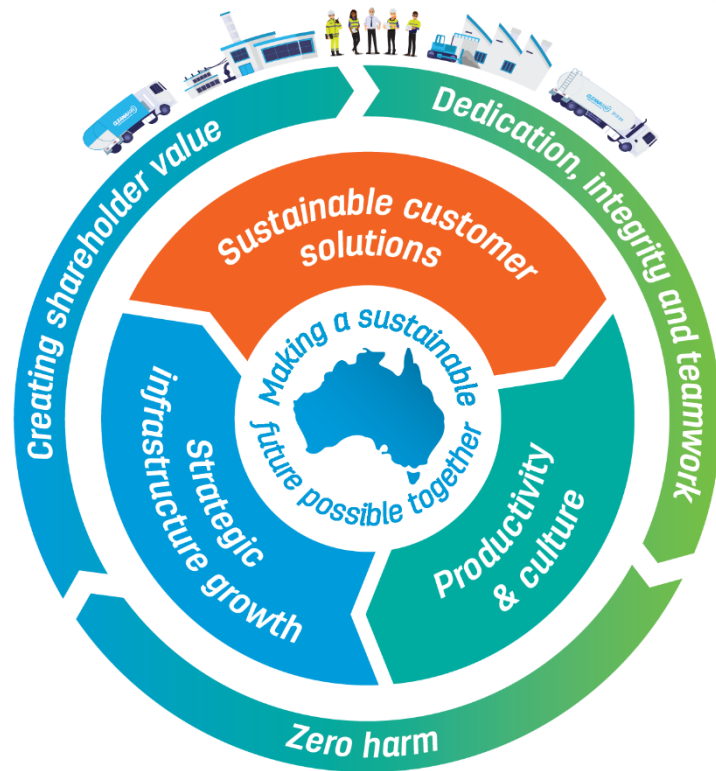 Creating shareholder value
Dedication, integrity and teamwork
Sustainable customer
solutions
Making a sustainable
future possible together
Strategic
infrastructure growth
Productivity
& culture
Zero harm